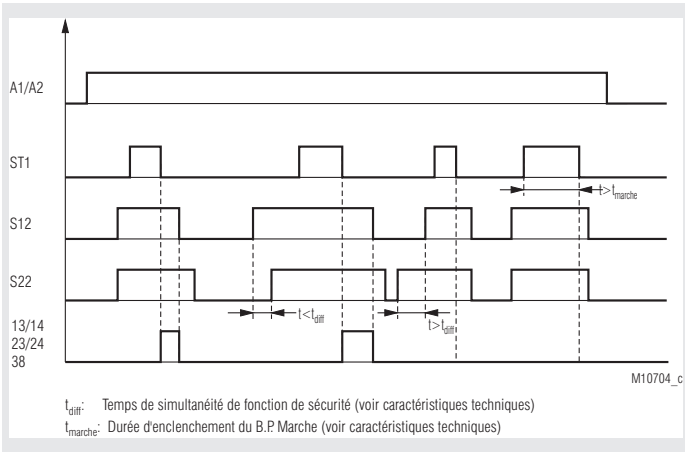 A1/A2
ST1
t>tmarche
S12
S22
t<tdiff
t>tdiff
13/14
23/24
38
M10704_c
tdiff: Temps de simultanéité de fonction de sécurité (voir caractéristiques techniques)
tmarche: Durée d'enclenchement du B.P. Marche (voir caractéristiques techniques)